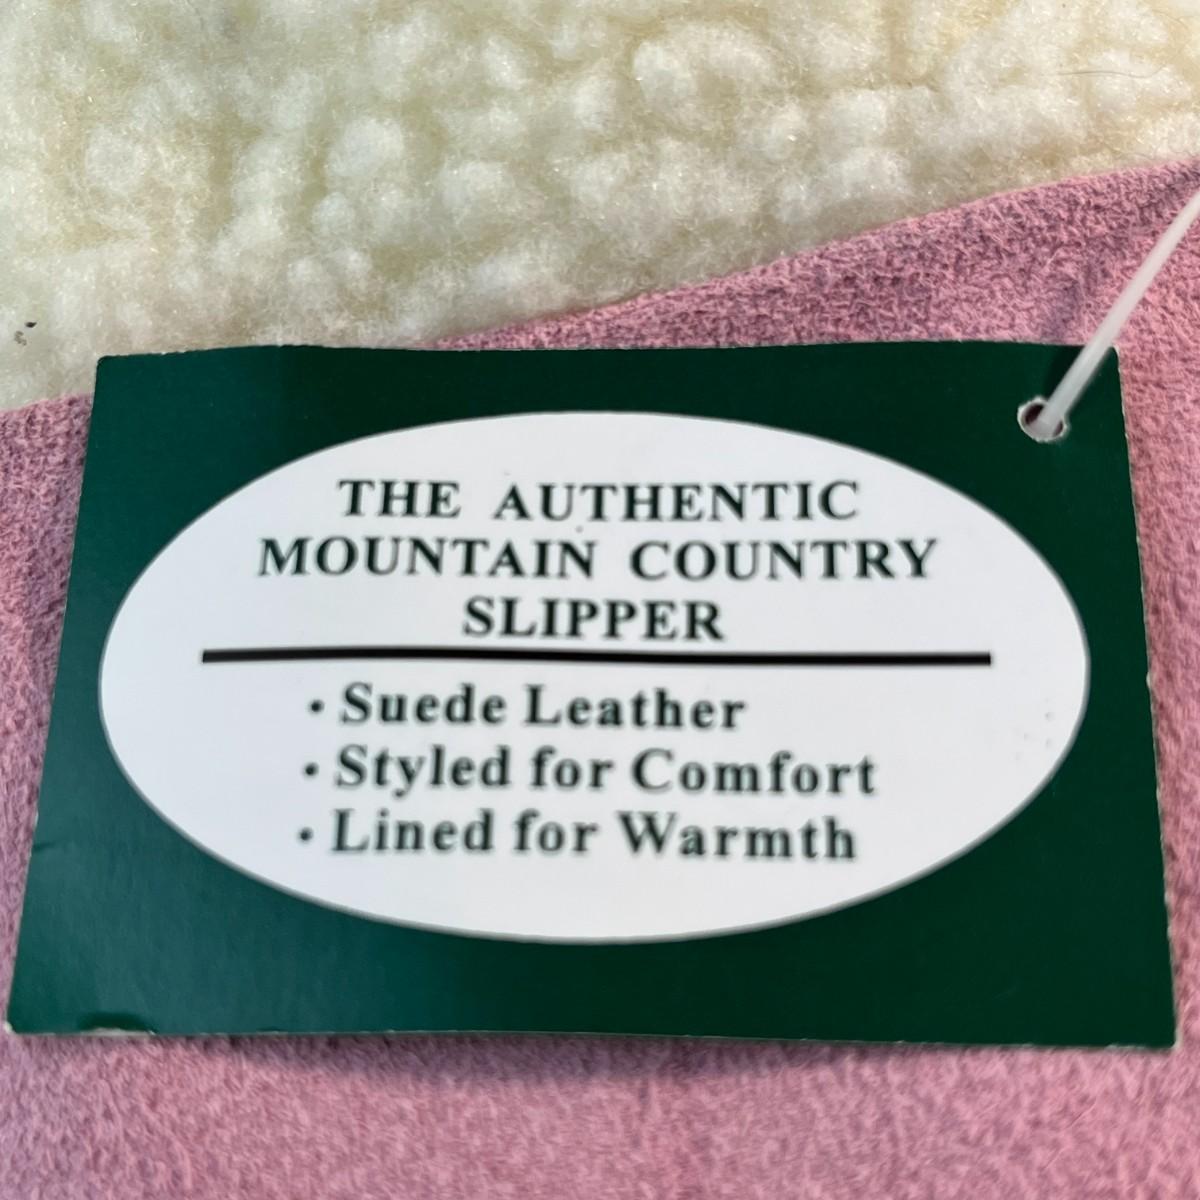 THE AUTHENTIC
MOUNTAIN COUNTRY
SLIPPER
• Suede Leather
• Styled for Comfort
• Lined for Warmth